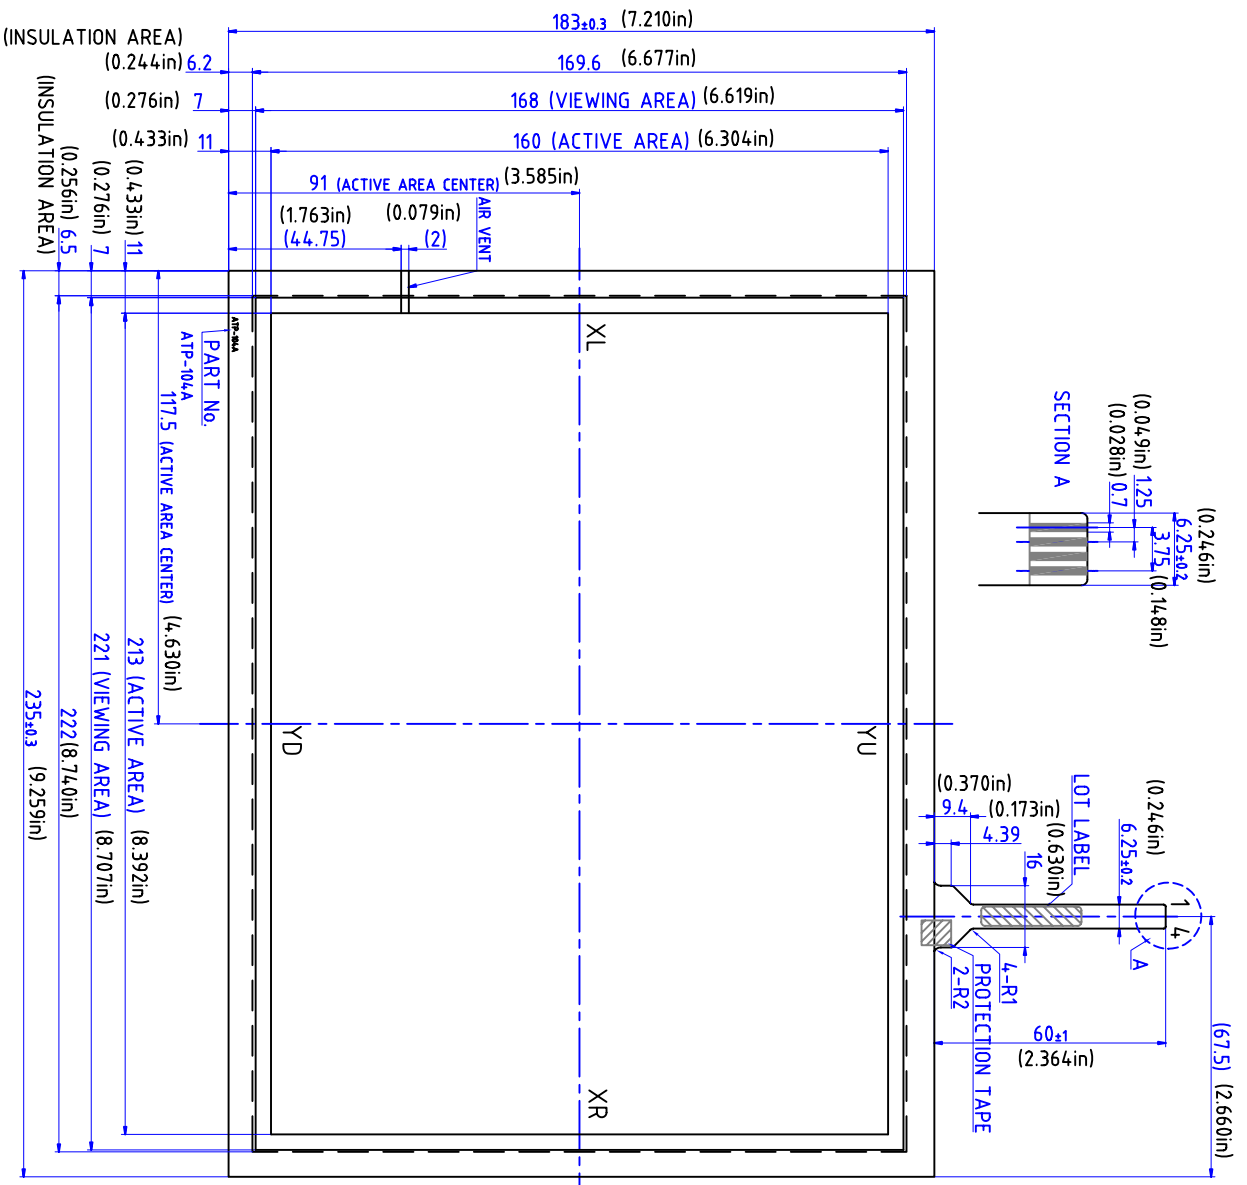 183±0.3 (7.210in)
(INSULATION AREA)
(0.244in) 6.2
169.6 (6.677in)
(0.276in) 7
168 (VIEWING AREA) (6.619in)
(0.433in) 11
160 (ACTIVE AREA) (6.304in)
91 (ACTIVE AREA CENTER) (3.585in)
(1.763in)
(44.75)
(0.079in)
(2)
AIR VENT
(0.433in) 11
(0.276in) 7
(0.256in) 6.5
(INSULATION AREA)
XL
ATP-104A
PART No.
ATP-104A
117.5 (ACTIVE AREA CENTER) (4.630in)
213 (ACTIVE AREA) (8.392in)
221 (VIEWING AREA) (8.707in)
222 (8.740in)
235±0.3 (9.259in)
YD
YU
XR
SECTION A
(0.049in) 1.25
(0.028in) 0.7
(0.246in)
6.25±0.2
3.75 (0.148in)
(0.370in)
9.4
(0.173in)
4.39
16
(0.630in)
LOT LABEL
(0.246in)
6.25±0.2
1
4
A
4-R1
PROTECTION TAPE
2-R2
60±1
(2.364in)
(67.5) (2.660in)